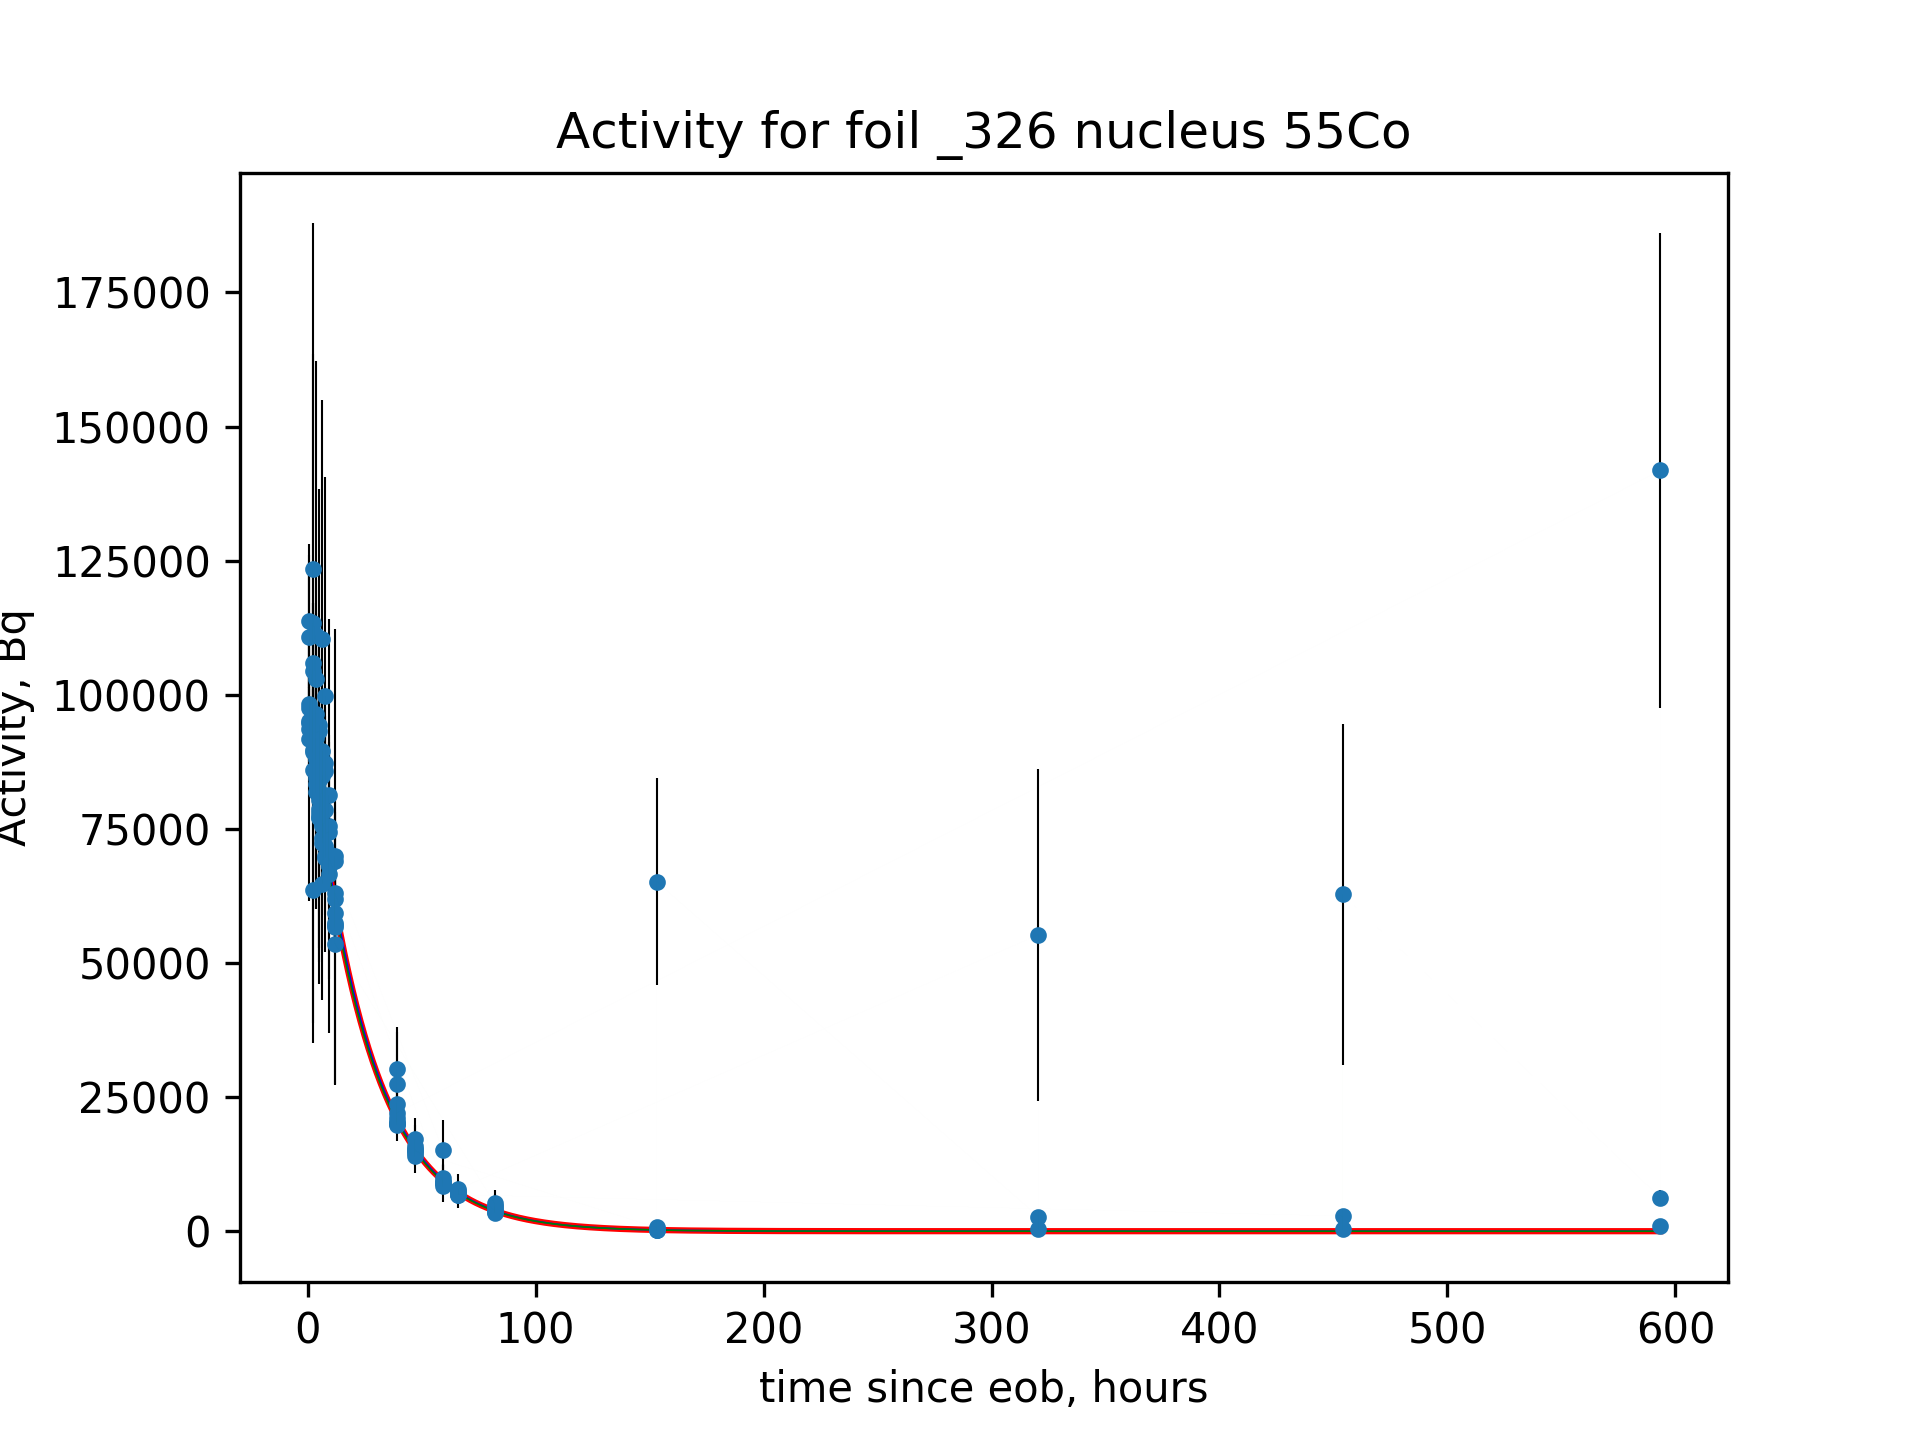 Activity for foil _326 nucleus 55Co
Activity, Bq
175000
150000
125000
100000
75000
50000
25000
0
0 100 200 300 400 500 600
time since eob, hours